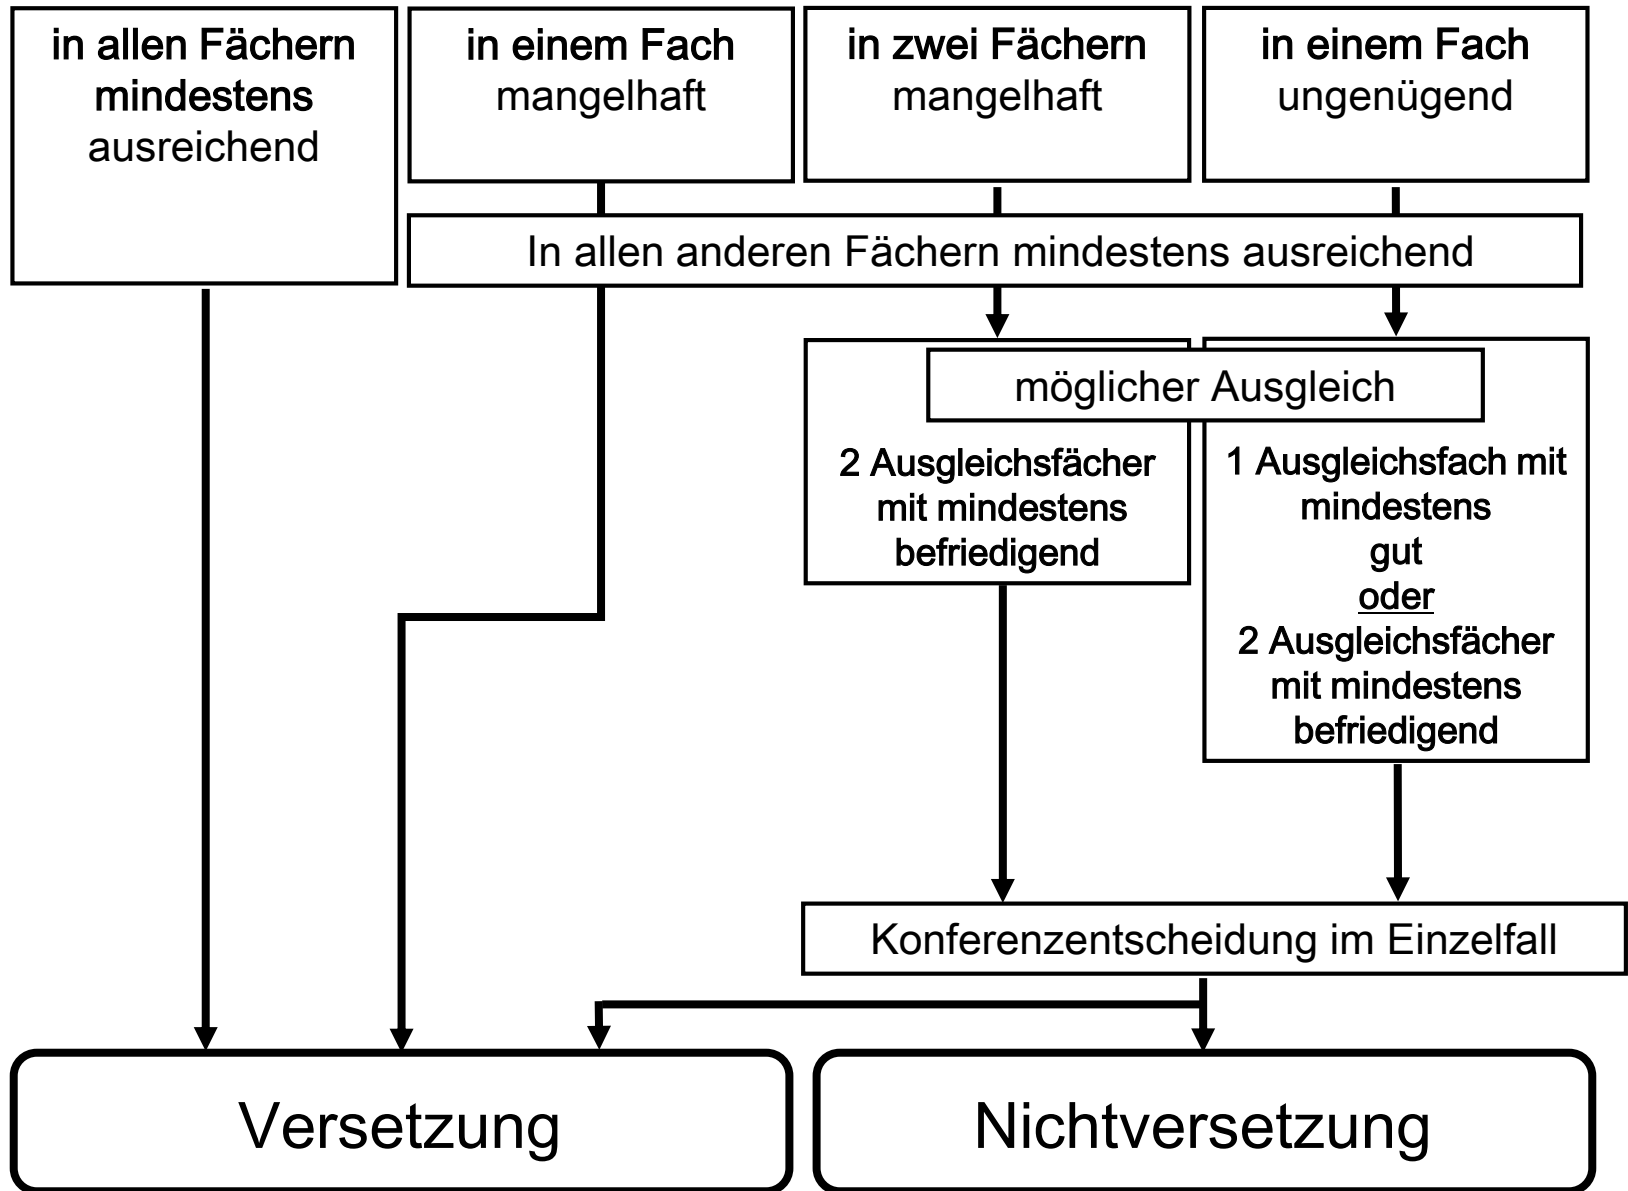 in allen Fächern
mindestens
ausreichend
in einem Fach
mangelhaft
in zwei Fächern
mangelhaft
in einem Fach
ungenügend
In allen anderen Fächern mindestens ausreichend
möglicher Ausgleich
2 Ausgleichsfächer
mit mindestens
befriedigend
1 Ausgleichsfach mit
mindestens
gut
oder
2 Ausgleichsfächer
mit mindestens
befriedigend
Konferenzentscheidung im Einzelfall
Versetzung
Nichtversetzung